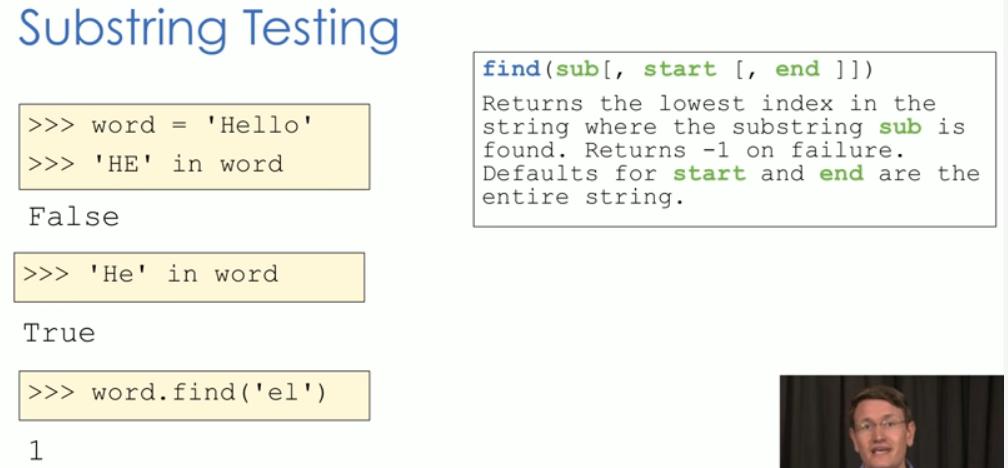 Substring Testing
>>> word = 'Hello'
>>> 'HE' in word
False
>>> 'He' in word
True
>>> word.find('el')
1
find(sub[, start [, end ]])
Returns the lowest index in the
string where the substring sub is
found. Returns -1 on failure.
Defaults for start and end are the
entire string.